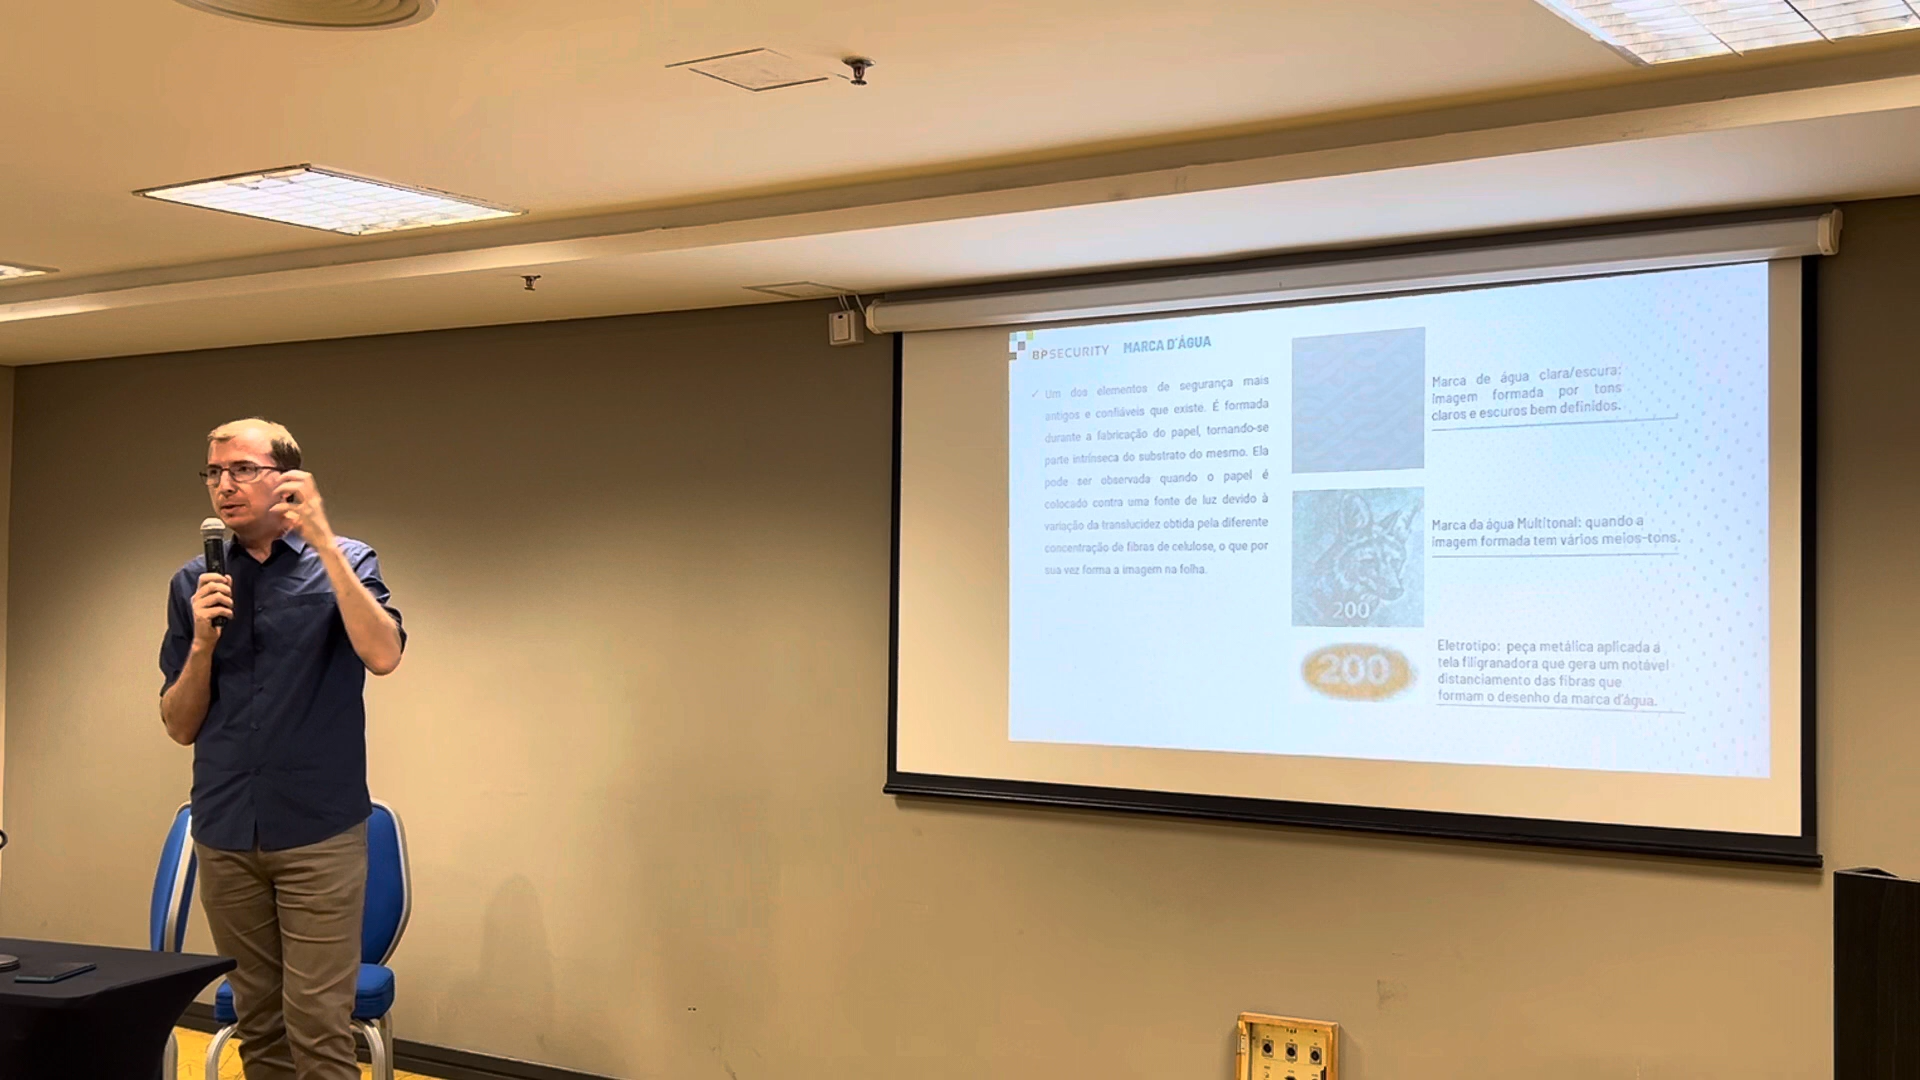 BPSECURITY MARCA D'ÁGUA
✓ Um dos elementos de segurança mais
antigos e confiáveis que existe. É formada
durante a fabricação do papel, tornando-se
parte intrínseca do substrato do mesmo. Ela
pode ser observada quando o papel é
colocado contra uma fonte de luz devido à
variação da translucidez obtida pela diferente
concentração de fibras de celulose, o que por
sua vez forma a imagem na folha.
Marca de água clara/escura:
Imagem formada por tons
claros e escuros bem definidos.
200
Marca da água Multitonal: quando a
imagem formada tem vários meios-tons.
200
Eletrotipo: peça metálica aplicada a
tela filigranadora que gera um notável
distanciamento das fibras que
formam o desenho da marca d'água.